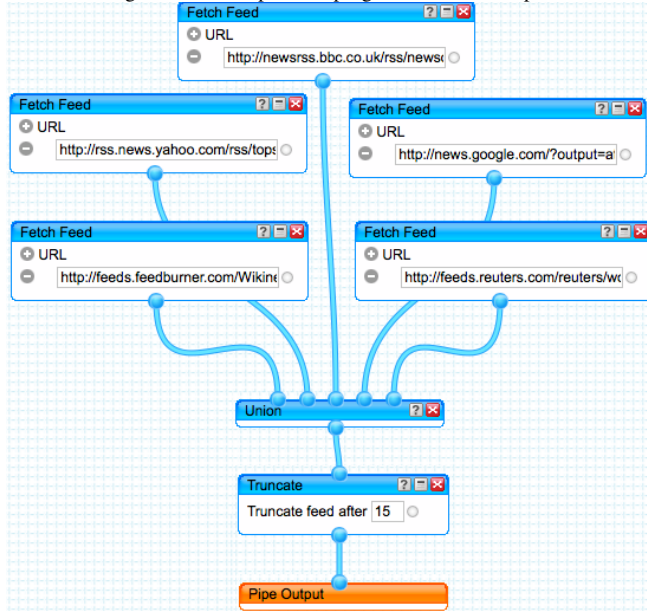 Fetch Feed
URL
http://newsrss.bbc.co.uk/rss/newso
Fetch Feed
URL
http://rss.news.yahoo.com/rss/tops
Fetch Feed
URL
http://news.google.com/?output=at
Fetch Feed
URL
http://feeds.feedburner.com/Wikine
Fetch Feed
URL
http://feeds.reuters.com/reuters/wo
Union
Truncate
Truncate feed after 15
Pipe Output